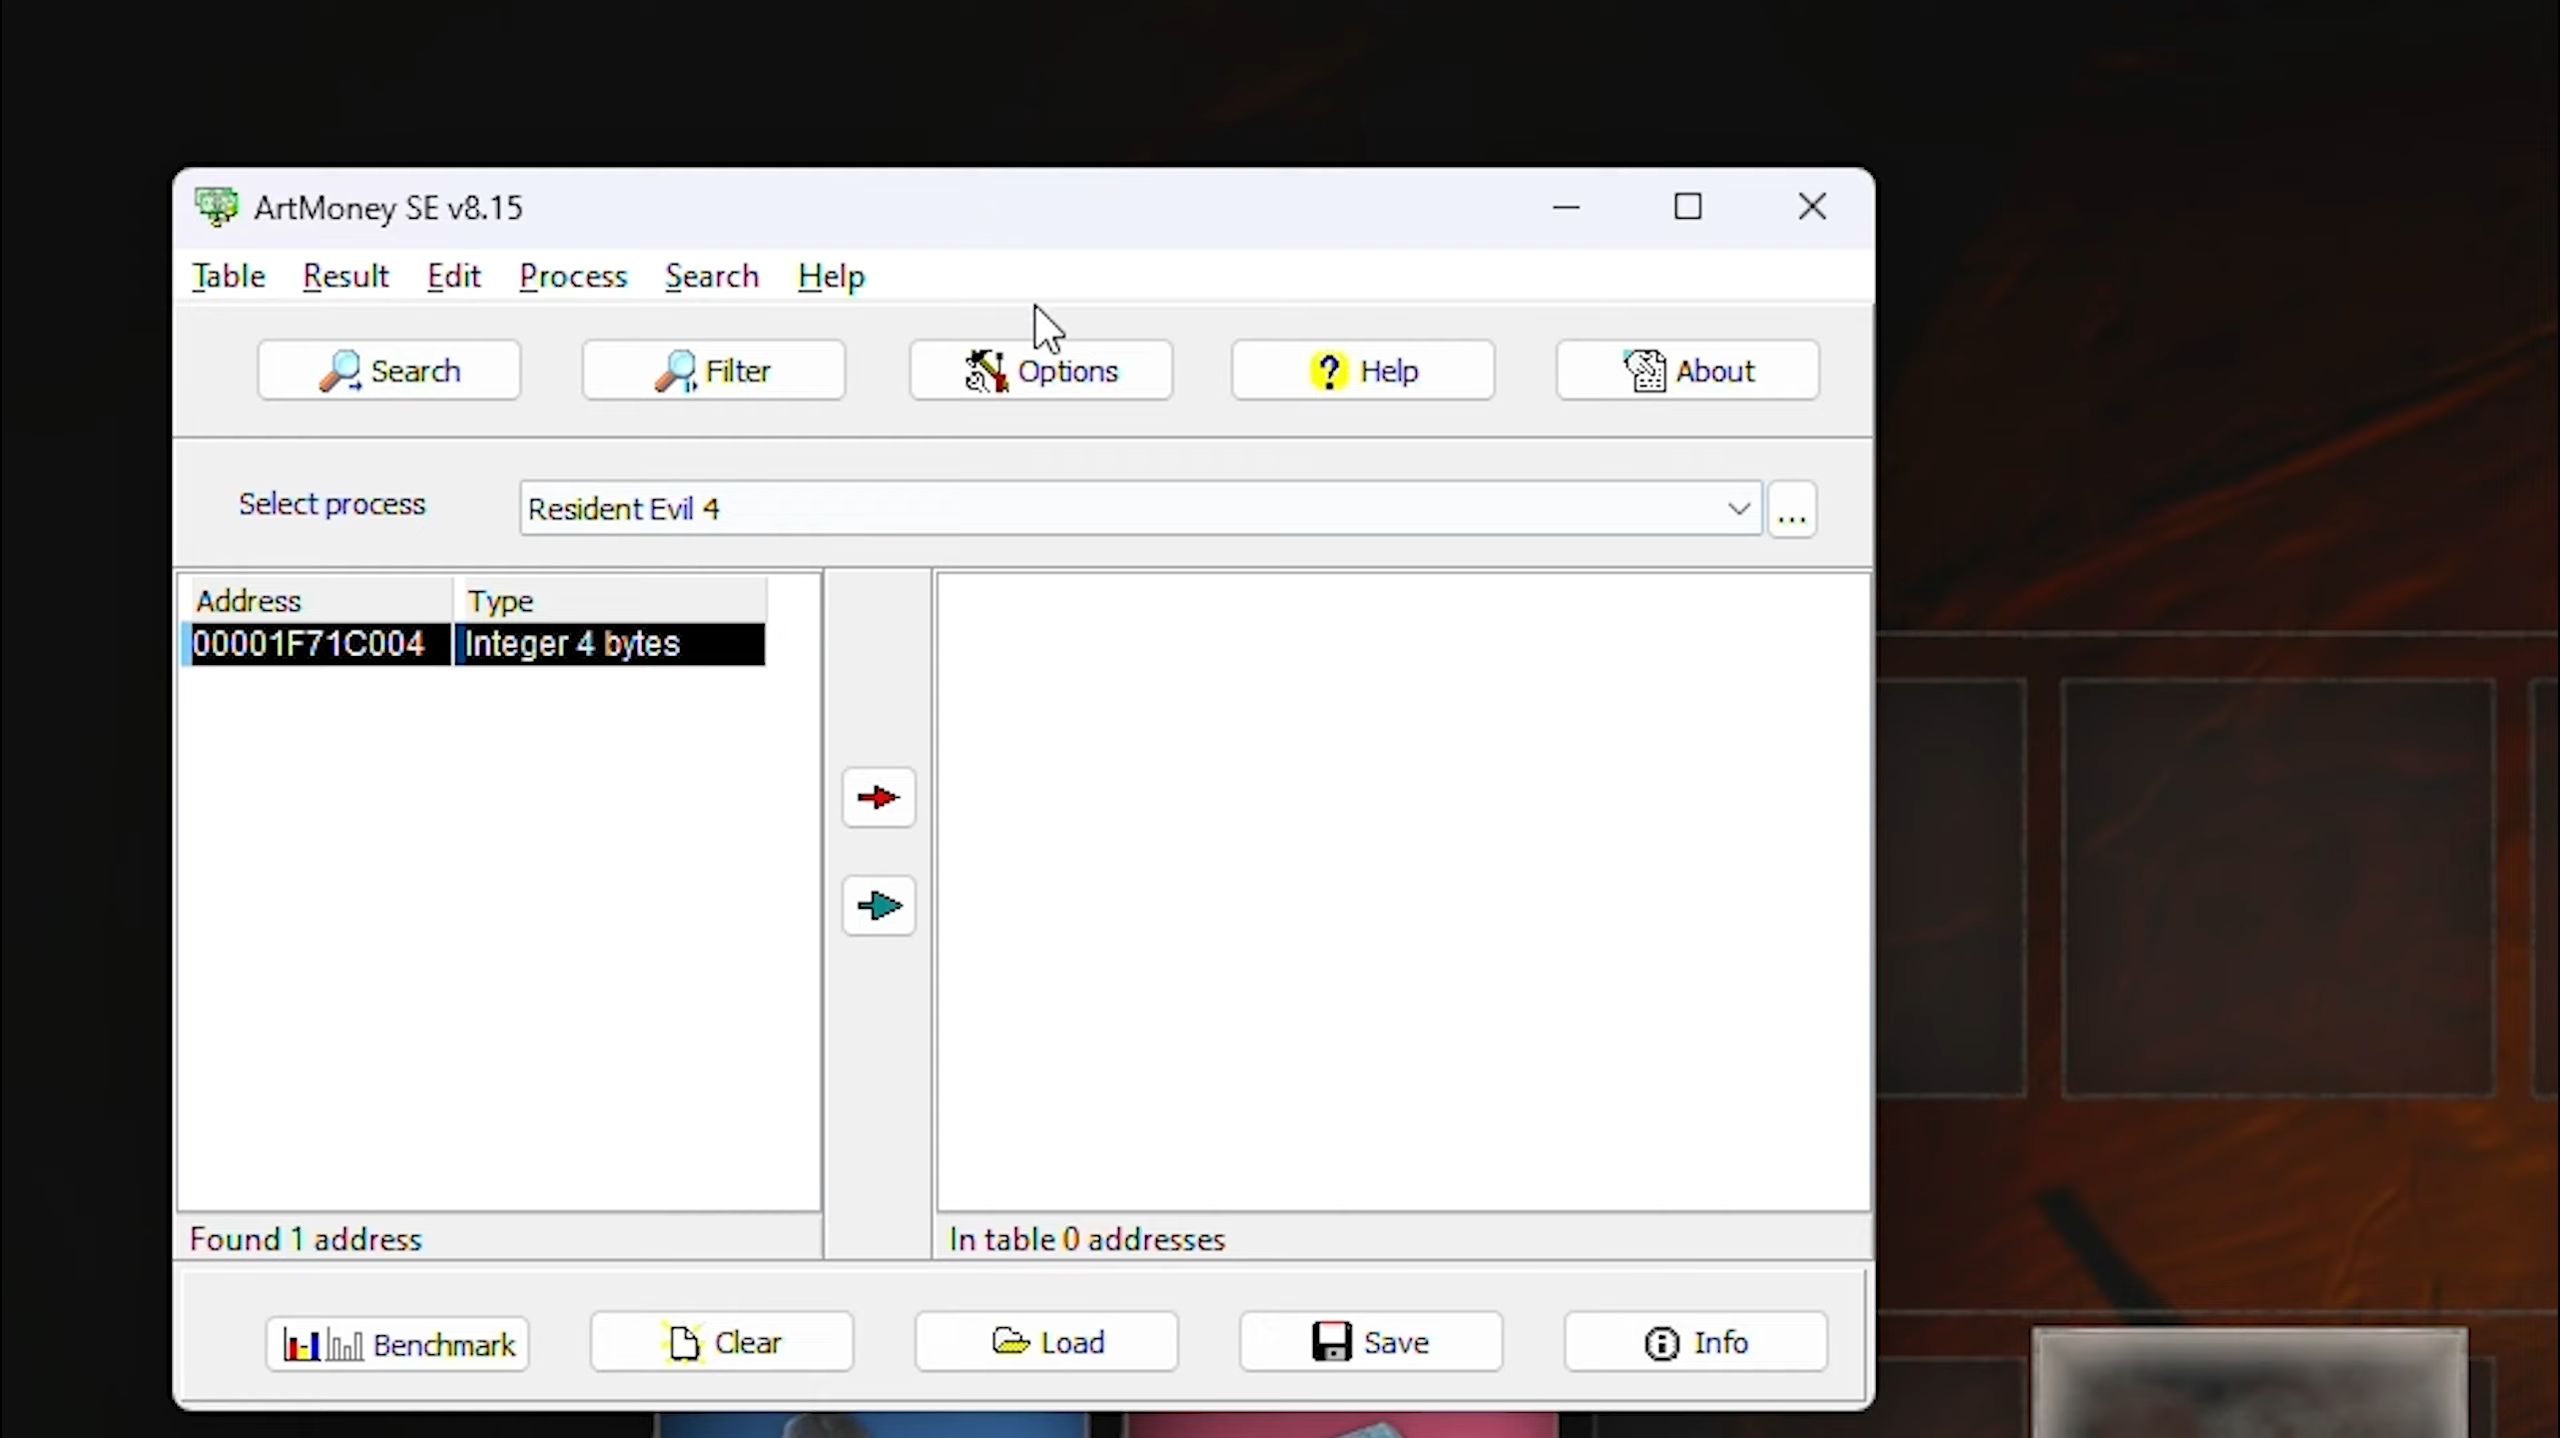 ArtMoney SE v8.15
Table Result Edit Process Search Help
Search Filter Options ? Help About
Select process Resident Evil 4 ...
Address Type
00001F71C004 Integer 4 bytes
Found 1 address In table 0 addresses
Benchmark Clear Load Save Info